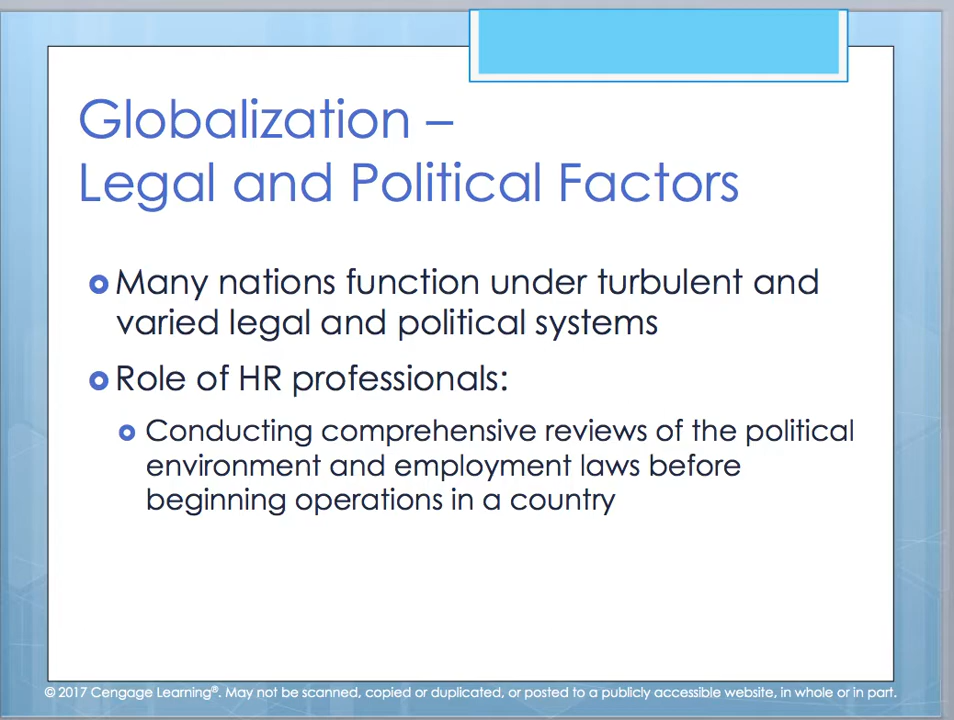 Globalization –
Legal and Political Factors
Many nations function under turbulent and
varied legal and political systems
Role of HR professionals:
Conducting comprehensive reviews of the political
environment and employment laws before
beginning operations in a country
© 2017 Cengage Learning®. May not be scanned, copied or duplicated, or posted to a publicly accessible website, in whole or in part.